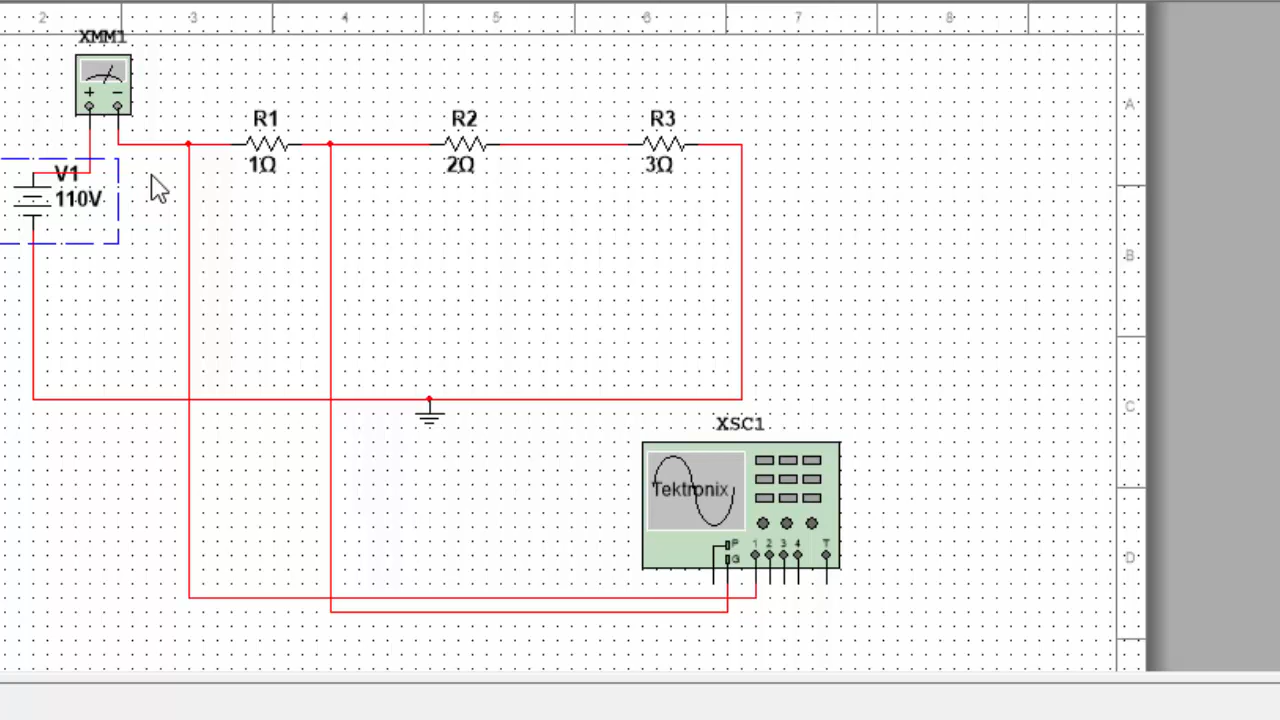 2 3 4 5 6 7 8
XMM1
+ −
A
R1 R2 R3
1Ω 2Ω 3Ω
V1
110V
B
C
XSC1
Tektronix
P 1 2 3 4 T
G
D